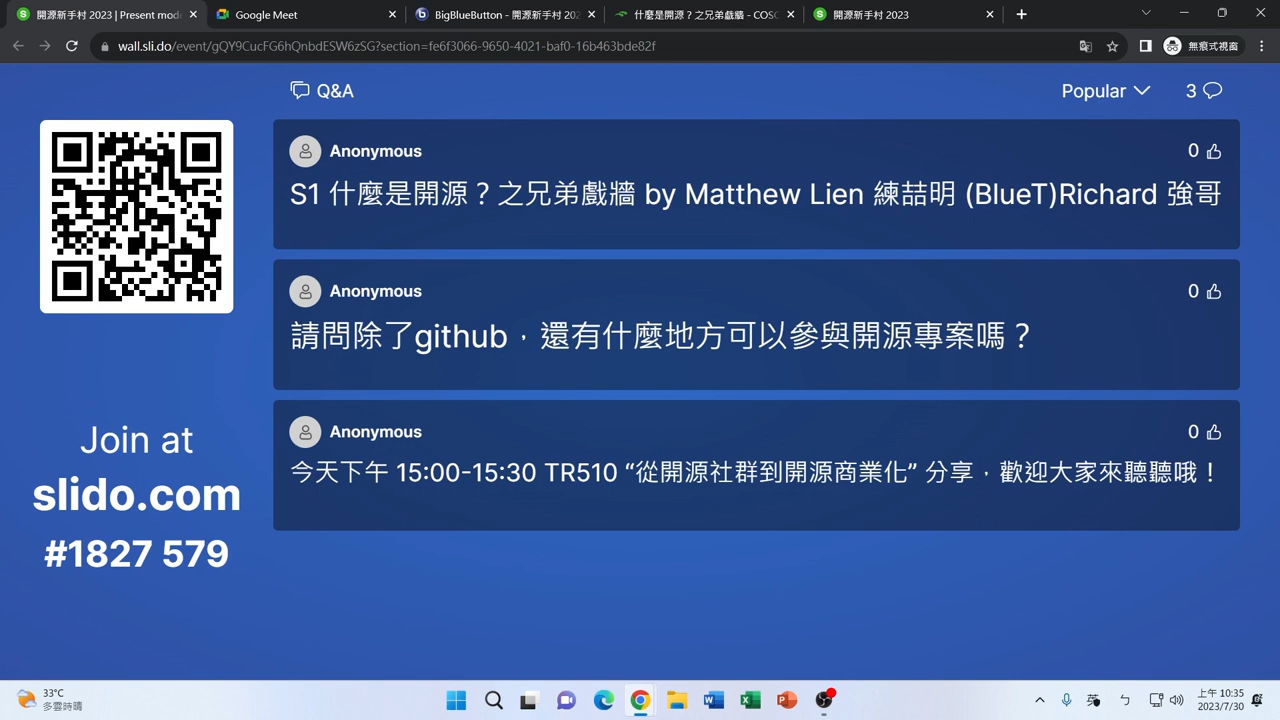 開源新手村 2023 | Present mod
Google Meet
BigBlueButton - 開源新手村 202
什麼是開源？之兄弟戲牆 - COSC
開源新手村 2023
wall.sli.do/event/gQY9CucFG6hQnbdESW6zSG?section=fe6f3066-9650-4021-baf0-16b463bde82f
無痕式視窗
Q&A
Popular
3
Anonymous
0
S1 什麼是開源？之兄弟戲牆 by Matthew Lien 練喆明 (BlueT)Richard 強哥
Anonymous
0
請問除了github，還有什麼地方可以參與開源專案嗎？
Anonymous
0
今天下午 15:00-15:30 TR510 “從開源社群到開源商業化” 分享，歡迎大家來聽聽哦！
Join at
slido.com
#1827 579
33°C
多雲時晴
英
ㄅ
上午 10:35
2023/7/30